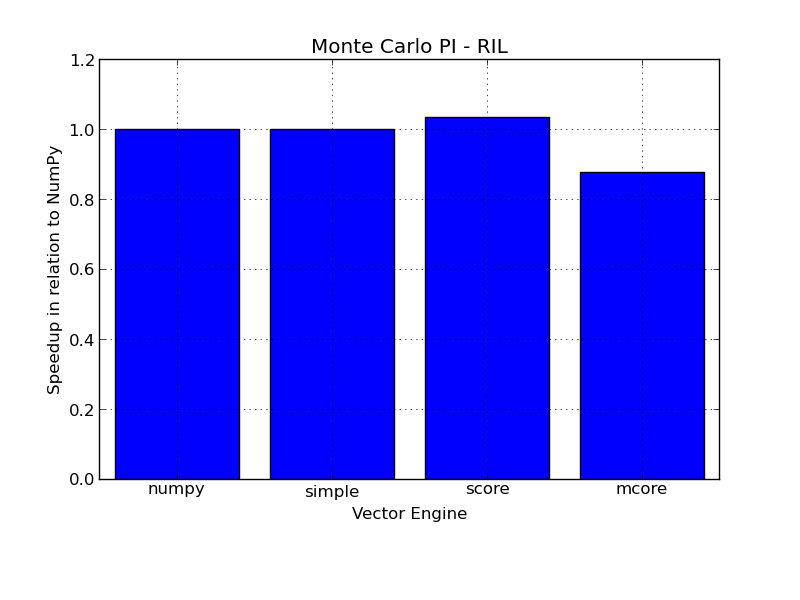 Monte Carlo PI - RIL
1.2
1.0
0.8
0.6
0.4
0.2
0.0
Speedup in relation to NumPy
numpy simple score mcore
Vector Engine